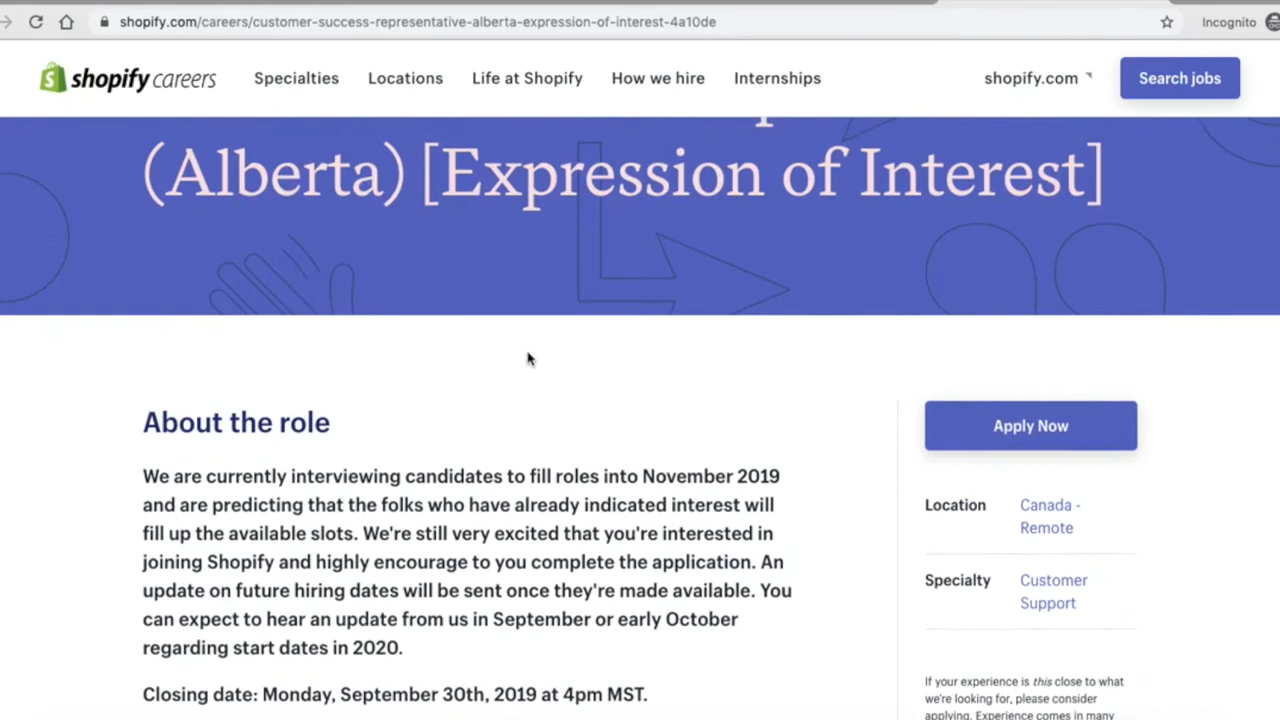 shopify.com/careers/customer-success-representative-alberta-expression-of-interest-4a10de
Incognito
shopify careers
Specialties
Locations
Life at Shopify
How we hire
Internships
shopify.com
Search jobs
(Alberta) [Expression of Interest]
About the role
We are currently interviewing candidates to fill roles into November 2019
and are predicting that the folks who have already indicated interest will
fill up the available slots. We're still very excited that you're interested in
joining Shopify and highly encourage to you complete the application. An
update on future hiring dates will be sent once they're made available. You
can expect to hear an update from us in September or early October
regarding start dates in 2020.
Closing date: Monday, September 30th, 2019 at 4pm MST.
Apply Now
Location
Canada -
Remote
Specialty
Customer
Support
If your experience is this close to what
we're looking for, please consider
applying. Experience comes in many